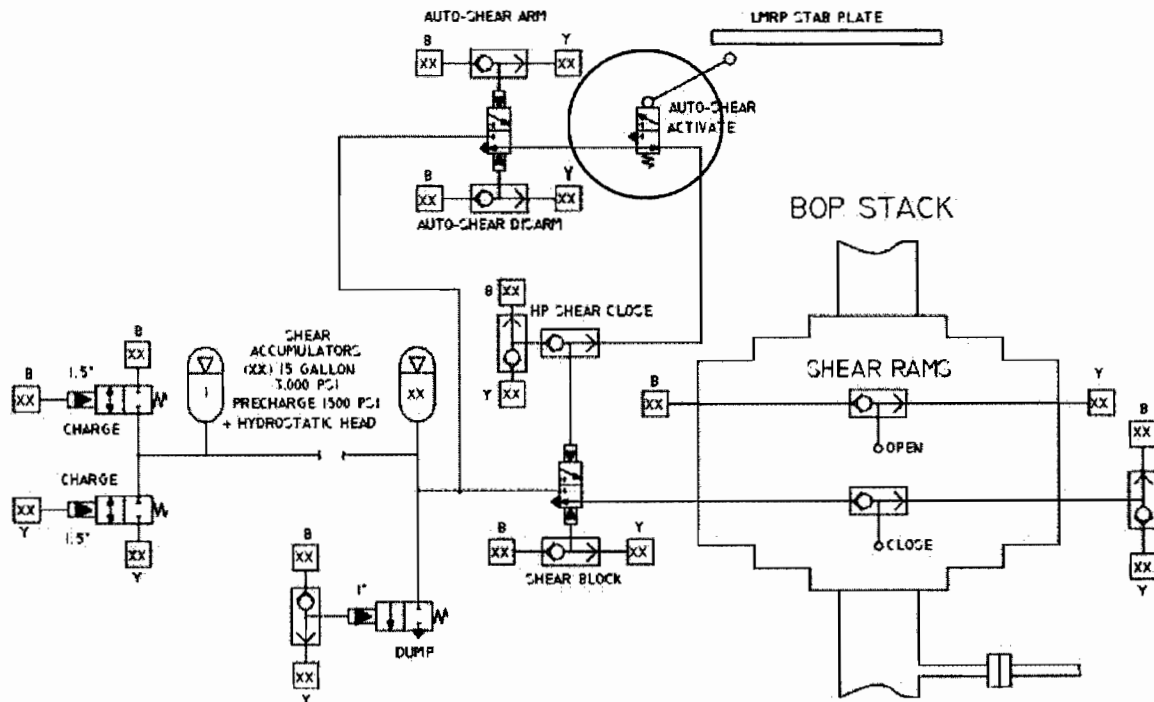 AUTO-SHEAR ARM
LMRP STAB PLATE
B
XX
Y
XX
AUTO-SHEAR
ACTIVATE
B
XX
Y
XX
AUTO-SHEAR DISARM
BOP STACK
B
XX
HP SHEAR CLOSE
Y
XX
SHEAR
ACCUMULATORS
(XX) 15 GALLON
3,000 PSI
PRECHARGE 1500 PSI
+ HYDROSTATIC HEAD
1
XX
B
XX
B
XX
1.5"
CHARGE
CHARGE
XX
Y
1.5"
XX
Y
SHEAR RAMS
B
XX
Y
XX
OPEN
B
XX
CLOSE
XX
Y
B
XX
Y
XX
SHEAR BLOCK
B
XX
1"
DUMP
XX
Y